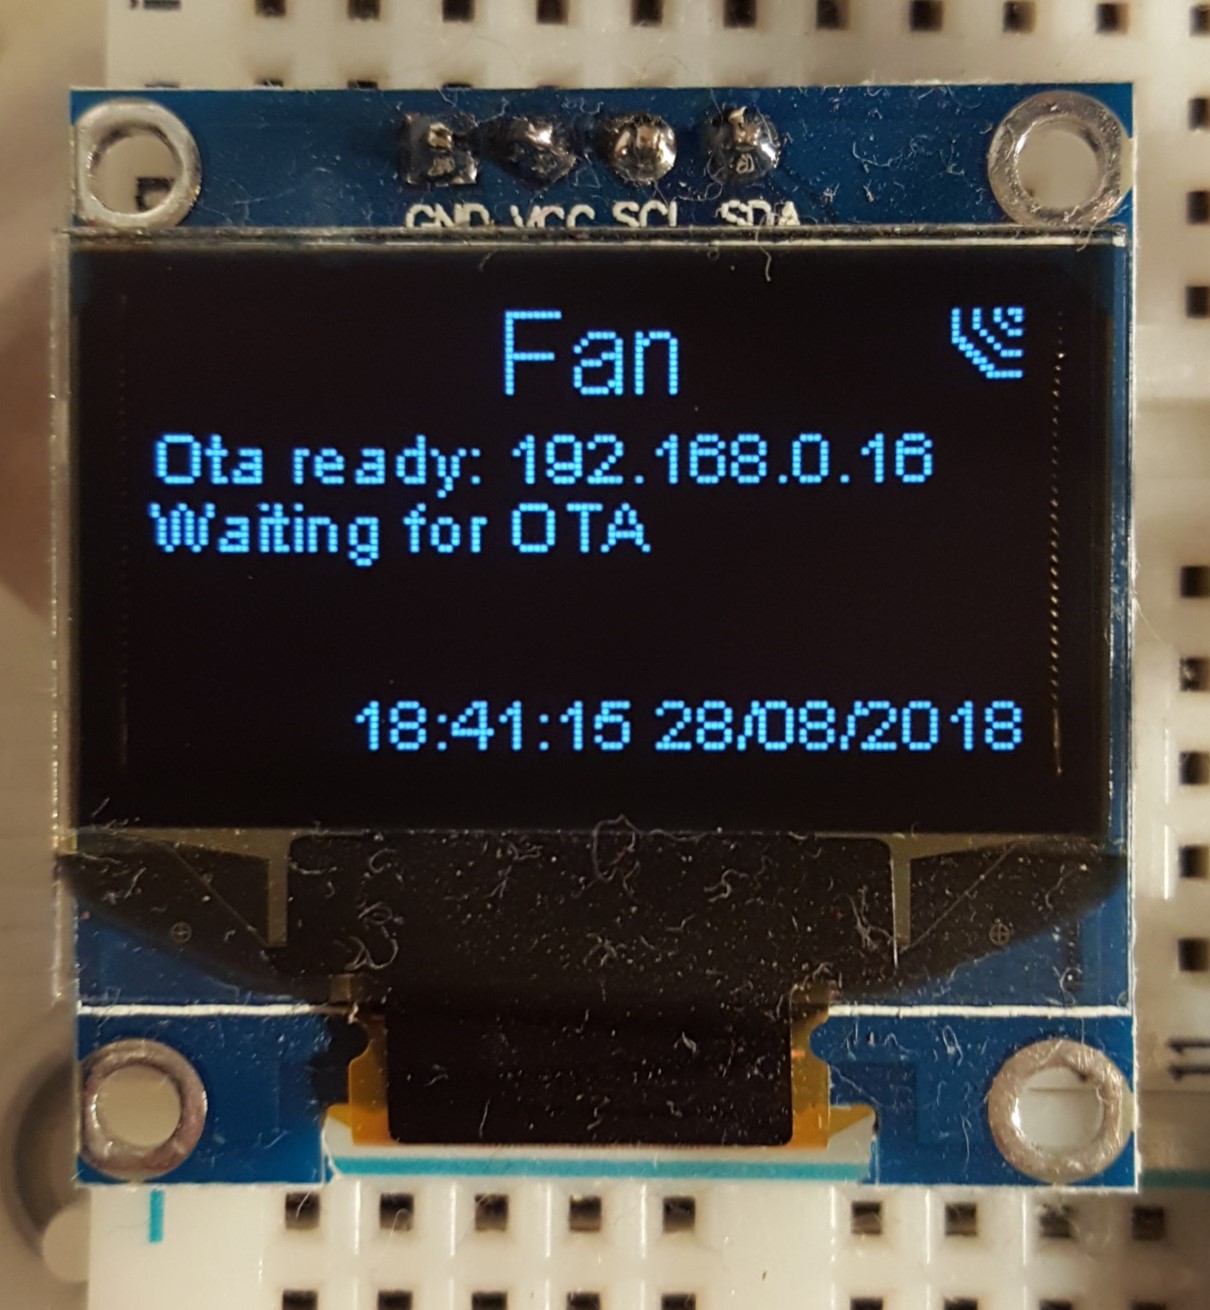 GND VCC SCL SDA
Fan
Ota ready: 192.168.0.16
Waiting for OTA
18:41:15 28/08/2018
11